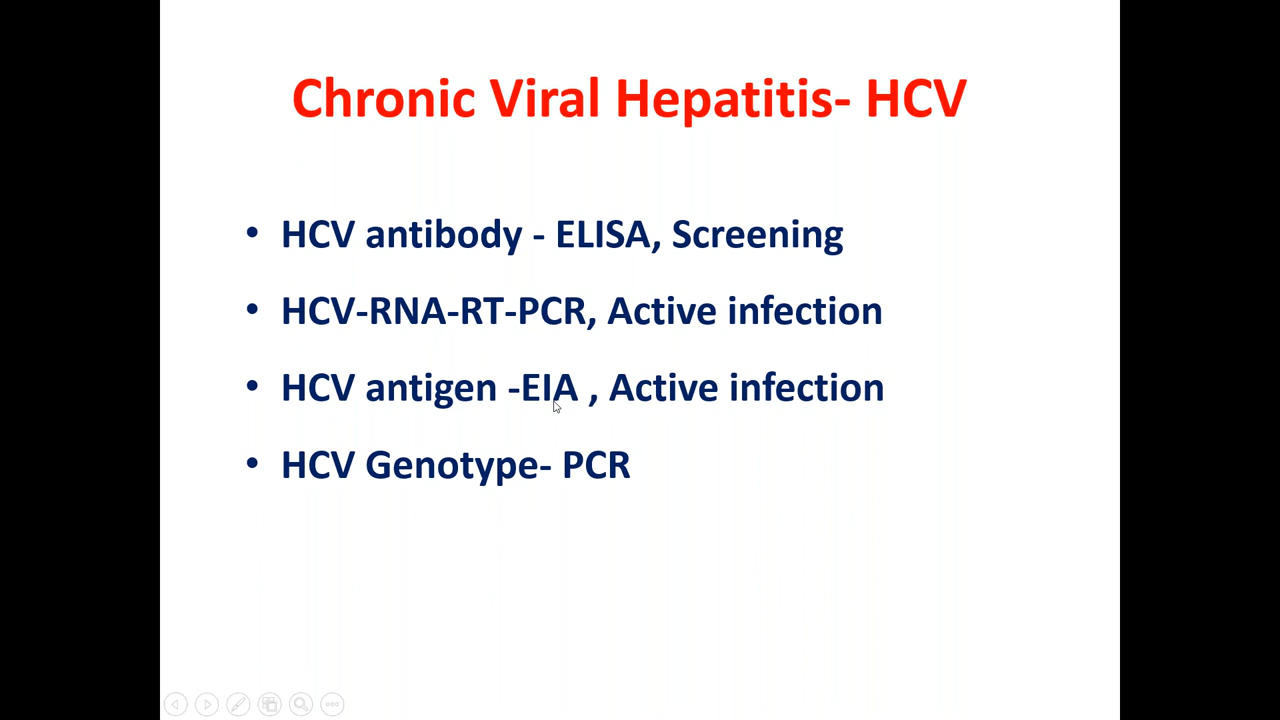 Chronic Viral Hepatitis- HCV
• HCV antibody - ELISA, Screening
• HCV-RNA-RT-PCR, Active infection
• HCV antigen -EIA , Active infection
• HCV Genotype- PCR